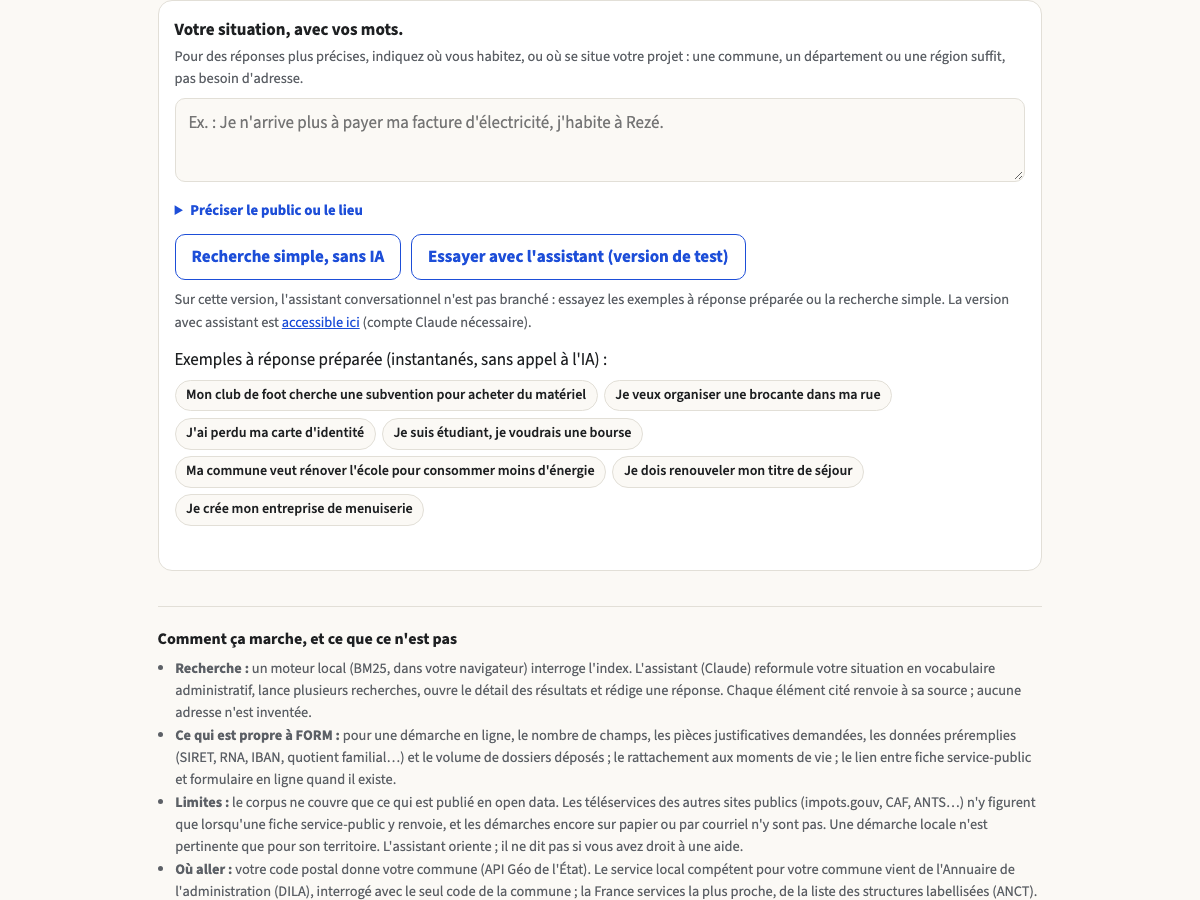 Votre situation, avec vos mots.
Pour des réponses plus précises, indiquez où vous habitez, ou où se situe votre projet : une commune, un département ou une région suffit,
pas besoin d'adresse.
Ex. : Je n'arrive plus à payer ma facture d'électricité, j'habite à Rezé.
Préciser le public ou le lieu
Recherche simple, sans IA
Essayer avec l'assistant (version de test)
Sur cette version, l'assistant conversationnel n'est pas branché : essayez les exemples à réponse préparée ou la recherche simple. La version
avec assistant est accessible ici (compte Claude nécessaire).
Exemples à réponse préparée (instantanés, sans appel à l'IA) :
Mon club de foot cherche une subvention pour acheter du matériel
Je veux organiser une brocante dans ma rue
J'ai perdu ma carte d'identité
Je suis étudiant, je voudrais une bourse
Ma commune veut rénover l'école pour consommer moins d'énergie
Je dois renouveler mon titre de séjour
Je crée mon entreprise de menuiserie
Comment ça marche, et ce que ce n'est pas
• Recherche : un moteur local (BM25, dans votre navigateur) interroge l'index. L'assistant (Claude) reformule votre situation en vocabulaire
administratif, lance plusieurs recherches, ouvre le détail des résultats et rédige une réponse. Chaque élément cité renvoie à sa source ; aucune
adresse n'est inventée.
• Ce qui est propre à FORM : pour une démarche en ligne, le nombre de champs, les pièces justificatives demandées, les données préremplies
(SIRET, RNA, IBAN, quotient familial…) et le volume de dossiers déposés ; le rattachement aux moments de vie ; le lien entre fiche service-public
et formulaire en ligne quand il existe.
• Limites : le corpus ne couvre que ce qui est publié en open data. Les téléservices des autres sites publics (impots.gouv, CAF, ANTS…) n'y figurent
que lorsqu'une fiche service-public y renvoie, et les démarches encore sur papier ou par courriel n'y sont pas. Une démarche locale n'est
pertinente que pour son territoire. L'assistant oriente ; il ne dit pas si vous avez droit à une aide.
• Où aller : votre code postal donne votre commune (API Géo de l'État). Le service local compétent pour votre commune vient de l'Annuaire de
l'administration (DILA), interrogé avec le seul code de la commune ; la France services la plus proche, de la liste des structures labellisées (ANCT).